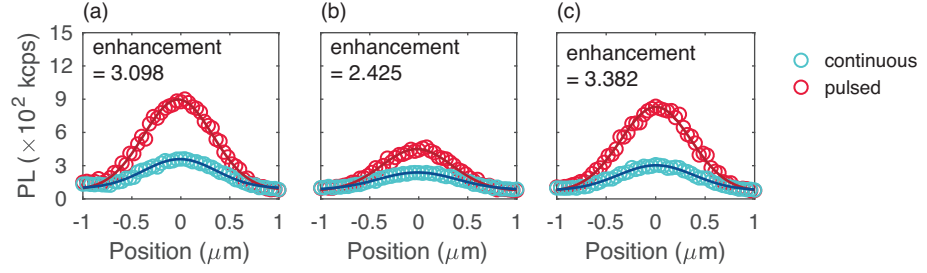 (a)
(b)
(c)
PL (× 10² kcps)
15
12
9
6
3
0
enhancement
= 3.098
enhancement
= 2.425
enhancement
= 3.382
continuous
pulsed
-1 -0.5 0 0.5 1
-1 -0.5 0 0.5 1
-1 -0.5 0 0.5 1
Position (μm)
Position (μm)
Position (μm)